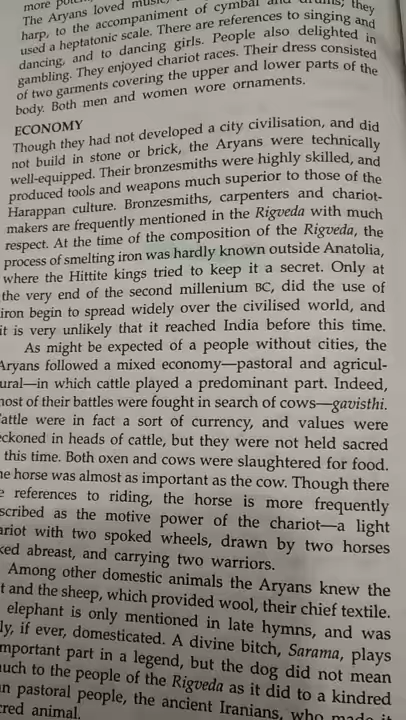 more
The Aryans loved music, they
harp, to the accompaniment of cymbal and drums; they
used a heptatonic scale. There are references to singing and
dancing, and to dancing girls. People also delighted in
gambling. They enjoyed chariot races. Their dress consisted
of two garments covering the upper and lower parts of the
body. Both men and women wore ornaments.
ECONOMY
Though they had not developed a city civilisation, and did
not build in stone or brick, the Aryans were technically
well-equipped. Their bronzesmiths were highly skilled, and
produced tools and weapons much superior to those of the
Harappan culture. Bronzesmiths, carpenters and chariot-
makers are frequently mentioned in the Rigveda with much
respect. At the time of the composition of the Rigveda, the
process of smelting iron was hardly known outside Anatolia,
where the Hittite kings tried to keep it a secret. Only at
the very end of the second millenium BC, did the use of
iron begin to spread widely over the civilised world, and
it is very unlikely that it reached India before this time.
As might be expected of a people without cities, the
Aryans followed a mixed economy—pastoral and agricul-
ural—in which cattle played a predominant part. Indeed,
most of their battles were fought in search of cows—gavisthi.
Cattle were in fact a sort of currency, and values were
eckoned in heads of cattle, but they were not held sacred
this time. Both oxen and cows were slaughtered for food.
he horse was almost as important as the cow. Though there
e references to riding, the horse is more frequently
scribed as the motive power of the chariot—a light
ariot with two spoked wheels, drawn by two horses
ked abreast, and carrying two warriors.
Among other domestic animals the Aryans knew the
t and the sheep, which provided wool, their chief textile.
elephant is only mentioned in late hymns, and was
ly, if ever, domesticated. A divine bitch, Sarama, plays
mportant part in a legend, but the dog did not mean
much to the people of the Rigveda as it did to a kindred
n pastoral people, the ancient Iranians, who made it
cred animal.